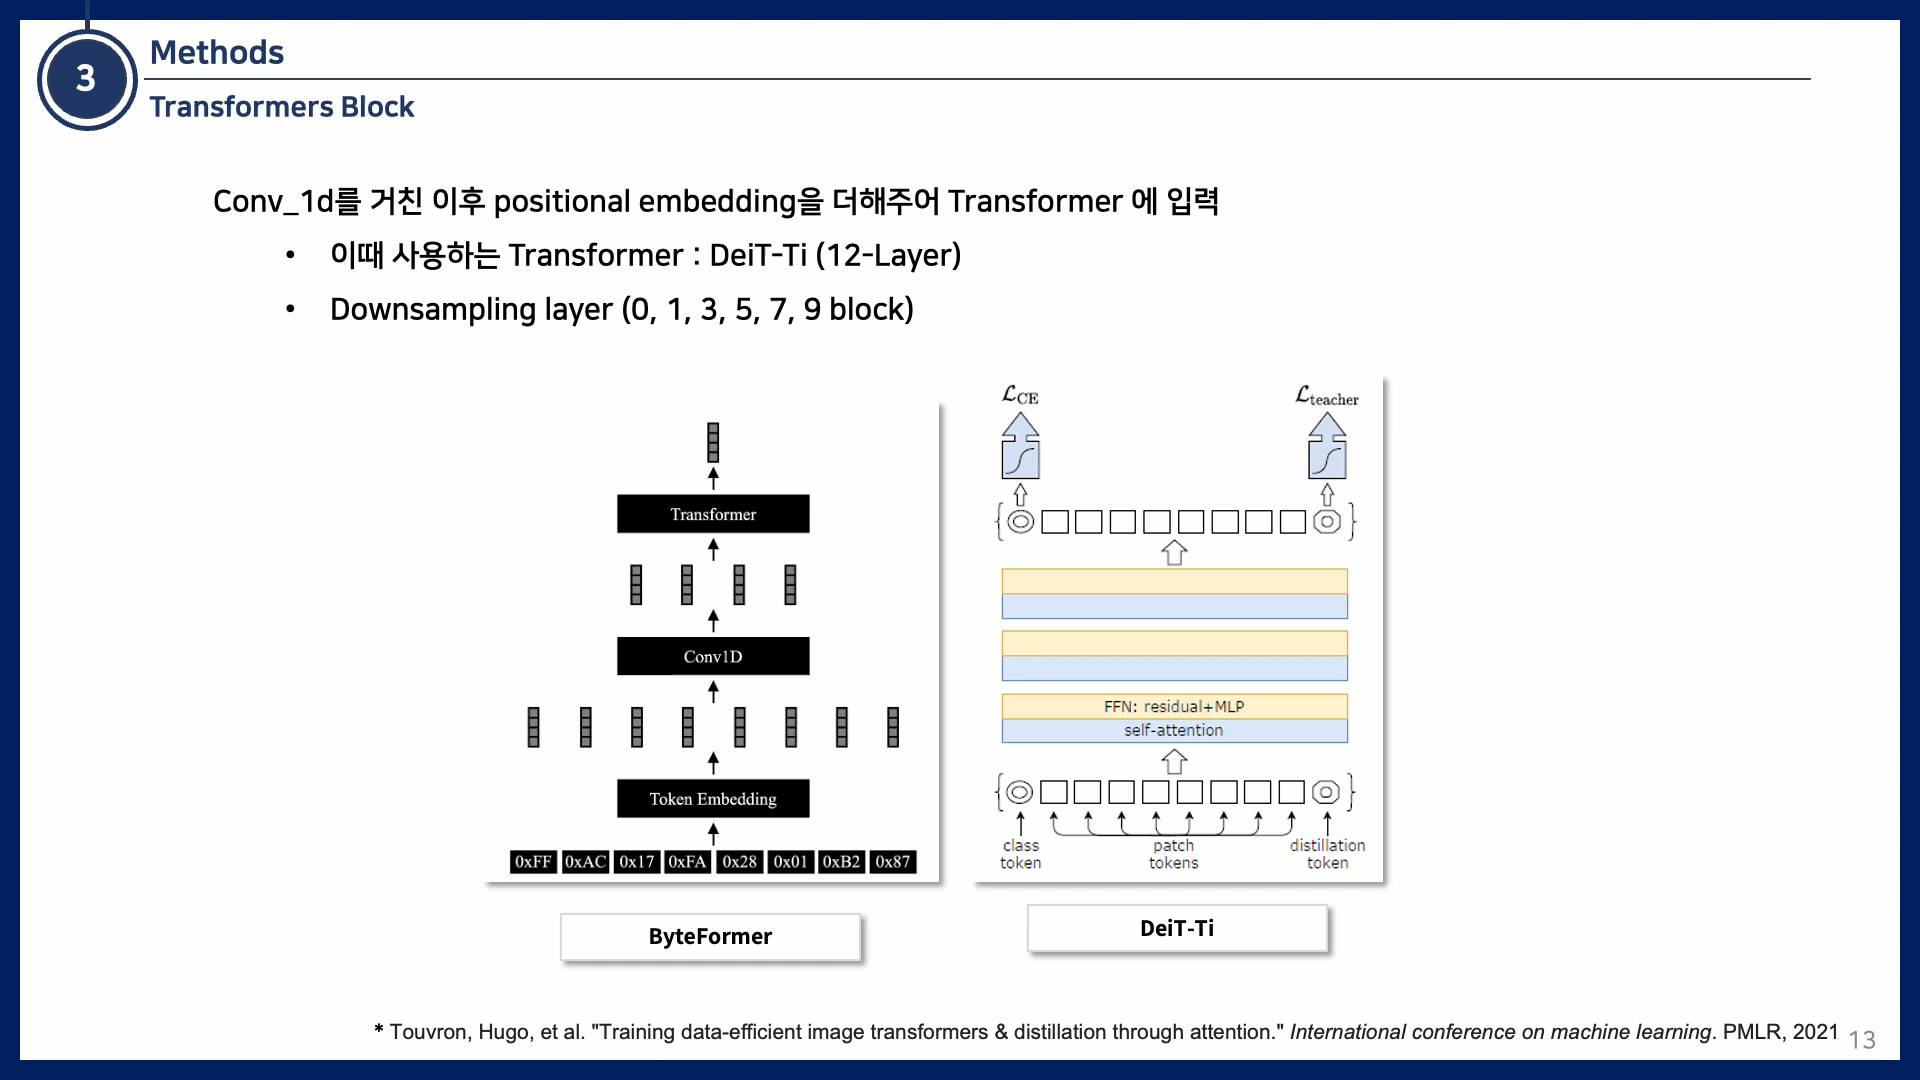 3
Methods
Transformers Block
Conv_1d를 거친 이후 positional embedding을 더해주어 Transformer 에 입력
• 이때 사용하는 Transformer : DeiT-Ti (12-Layer)
• Downsampling layer (0, 1, 3, 5, 7, 9 block)
Transformer
Conv1D
Token Embedding
0xFF 0xAC 0x17 0xFA 0x28 0x01 0xB2 0x87
ByteFormer
ℒCE ℒteacher
FFN: residual+MLP
self-attention
class token
patch tokens
distillation token
DeiT-Ti
* Touvron, Hugo, et al. "Training data-efficient image transformers & distillation through attention." International conference on machine learning. PMLR, 2021
13